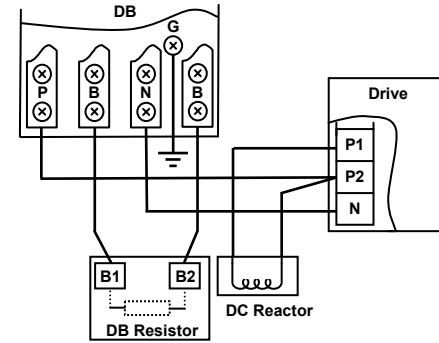 DB
G
P
B
N
B
Drive
P1
P2
N
B1
B2
DB Resistor
DC Reactor